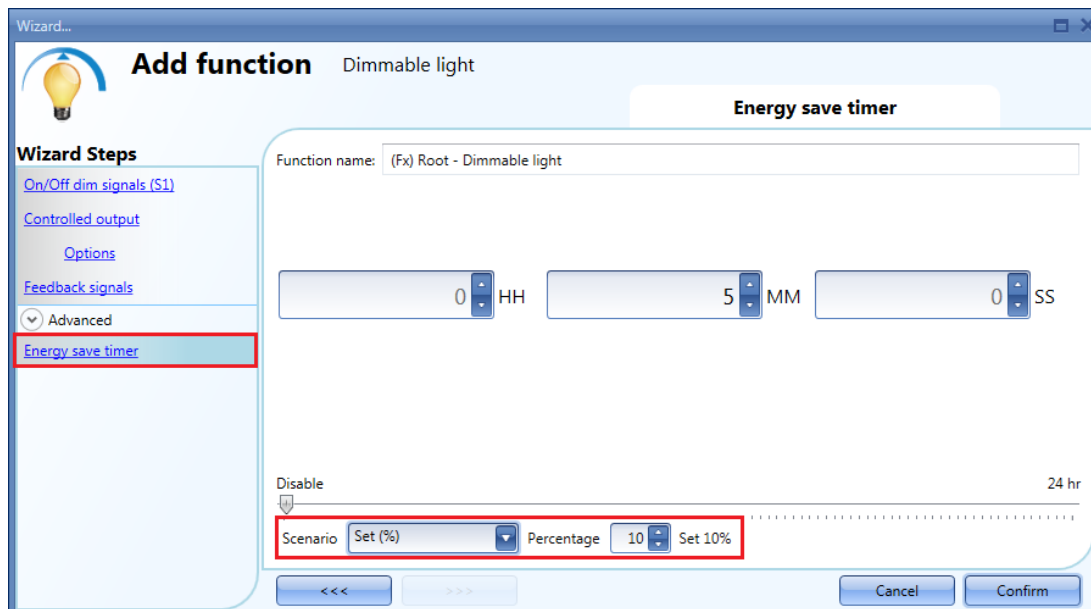 Wizard...
Add function Dimmable light
Energy save timer
Wizard Steps
On/Off dim signals (S1)
Controlled output
Options
Feedback signals
Advanced
Energy save timer
Function name: (Fx) Root - Dimmable light
0 HH 5 MM 0 SS
Disable 24 hr
Scenario Set (%) Percentage 10 Set 10%
<<< >>> Cancel Confirm